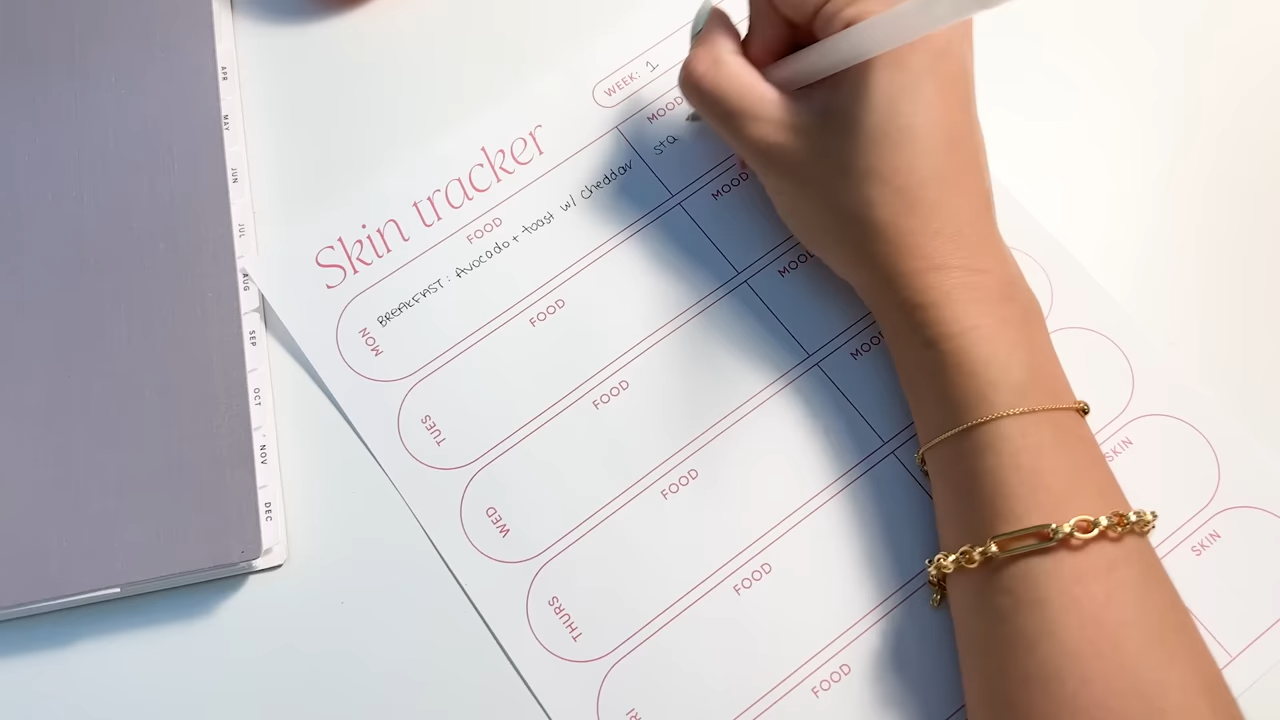 APR
MAY
JUN
JUL
AUG
SEP
OCT
NOV
DEC
WEEK: 1
Skin tracker
MON
FOOD
BREAKFAST: Avocado + toast w/ Cheddar
MOOD
Sta
TUES
FOOD
MOOD
WED
FOOD
MOOD
SKIN
THURS
FOOD
MOOD
SKIN
FOOD
FOOD